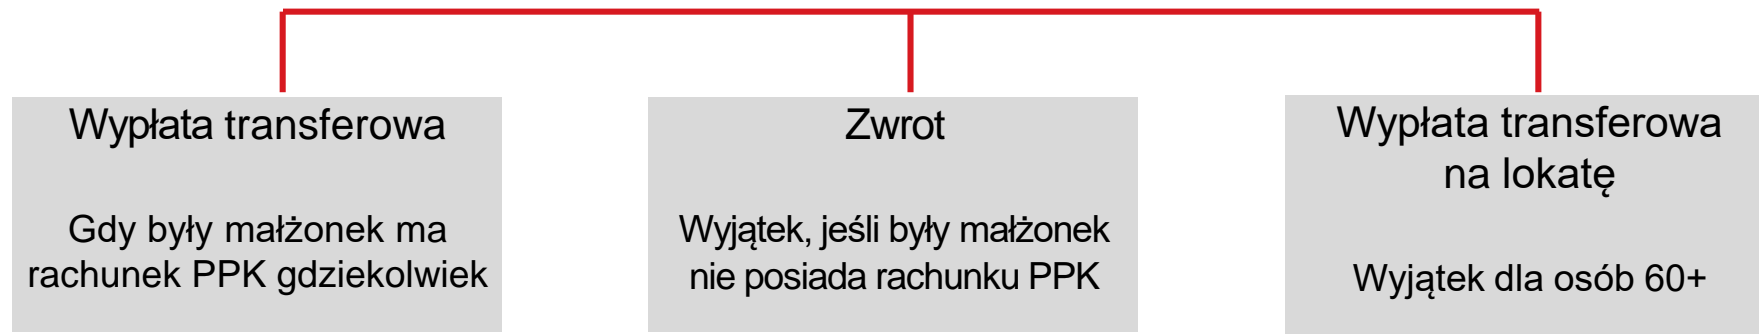 Wypłata transferowa
Gdy były małżonek ma
rachunek PPK gdziekolwiek
Zwrot
Wyjątek, jeśli były małżonek
nie posiada rachunku PPK
Wypłata transferowa
na lokatę
Wyjątek dla osób 60+